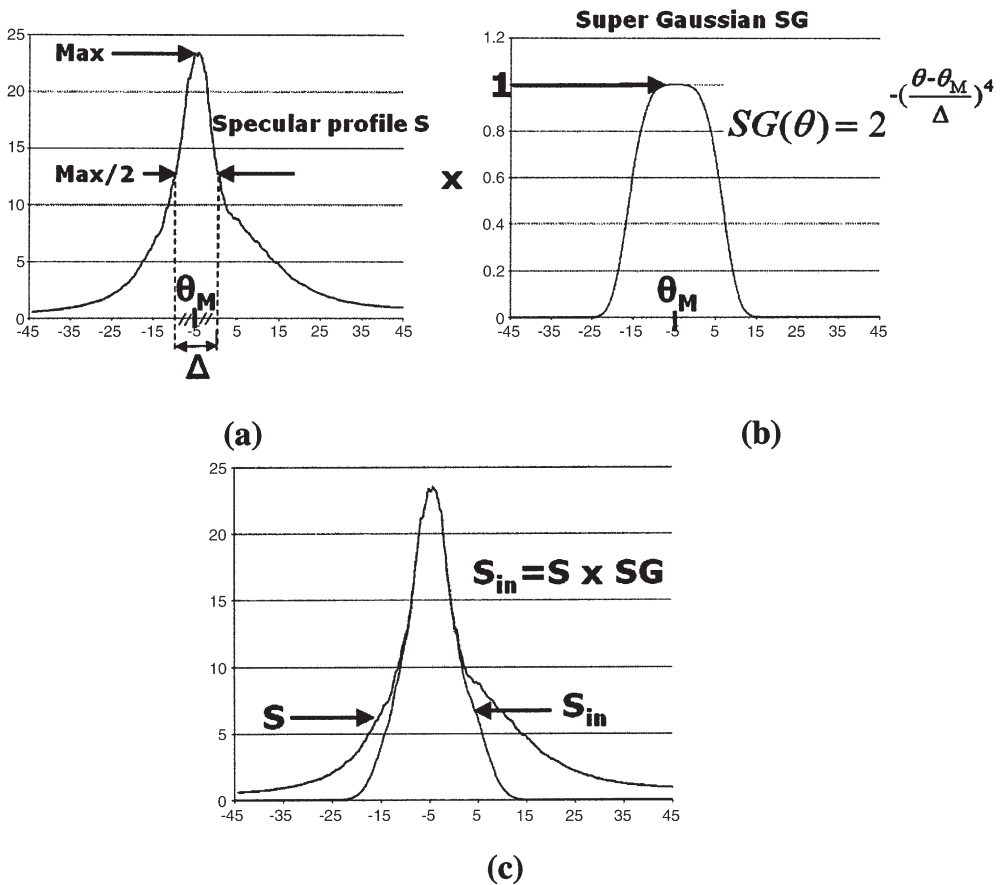 Super Gaussian SG
25
20
15
10
5
0
Max
Specular profile S
Max/2
θM
-45 -35 -25 -15 -5 5 15 25 35 45
Δ
x
1.2
1
0.8
0.6
0.4
0.2
0
1
SG(θ) = 2^-((θ-θM)/Δ)^4
θM
-45 -35 -25 -15 -5 5 15 25 35 45
(a)
(b)
25
20
15
10
5
0
Sin=S x SG
S
Sin
-45 -35 -25 -15 -5 5 15 25 35 45
(c)